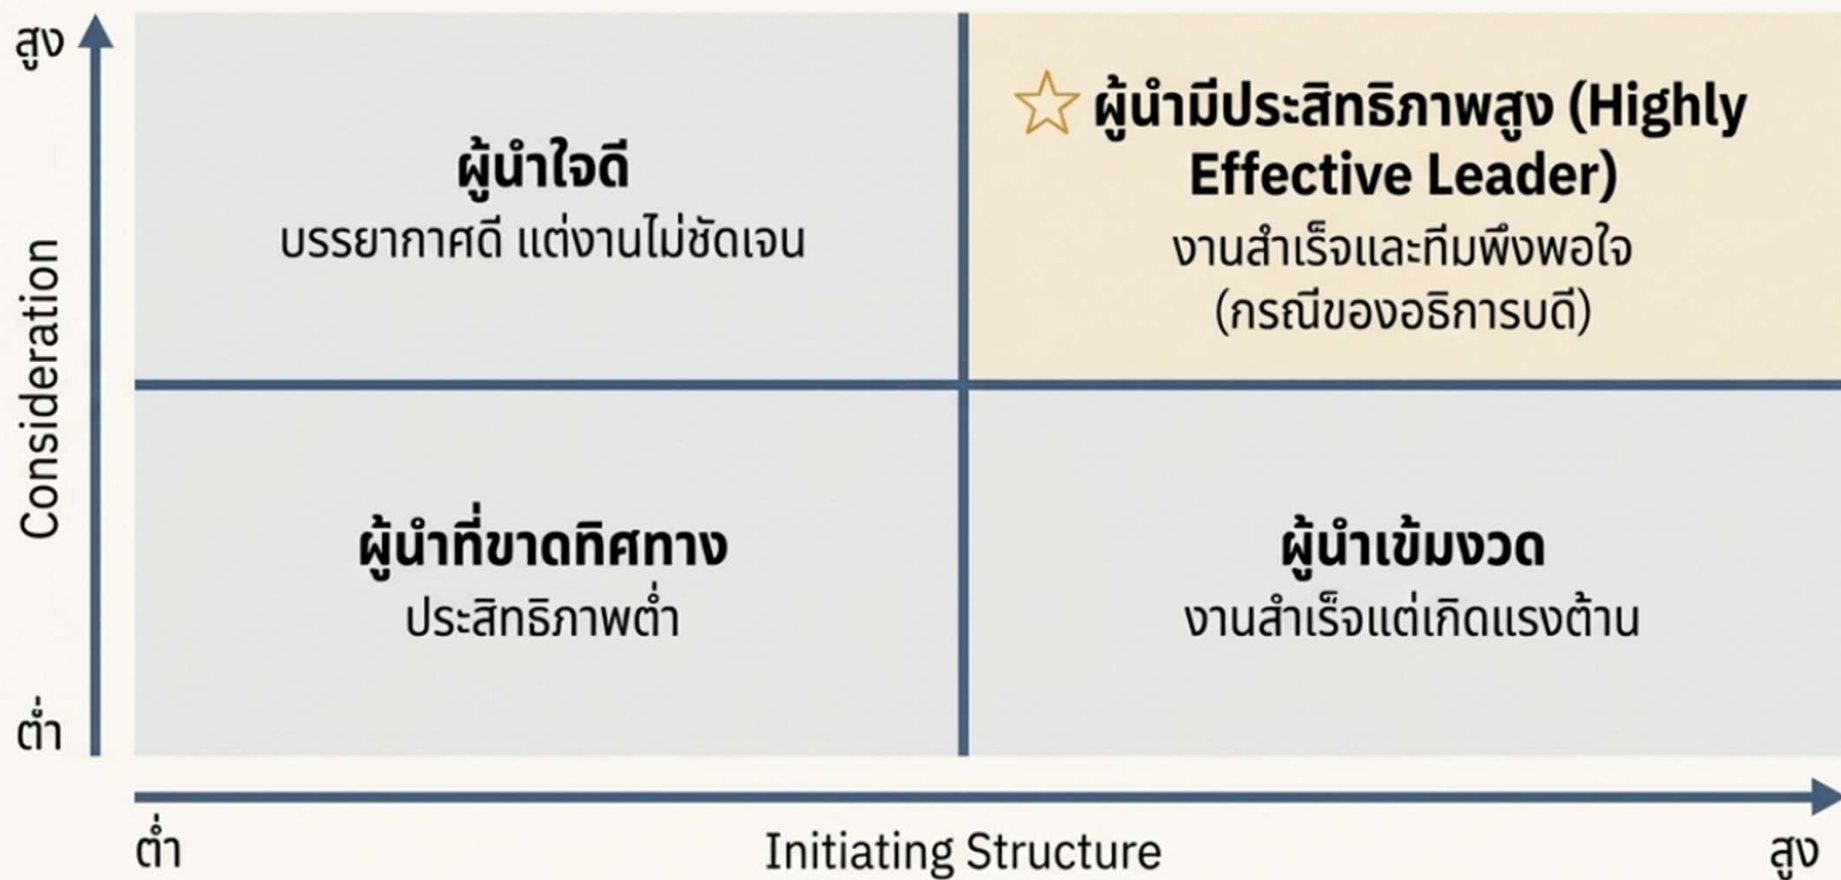 สูง
Consideration
ต่ำ
ผู้นำใจดี
บรรยากาศดี แต่งานไม่ชัดเจน
ผู้นำมีประสิทธิภาพสูง (Highly
Effective Leader)
งานสำเร็จและทีมพึงพอใจ
(กรณีของอธิการบดี)
ผู้นำที่ขาดทิศทาง
ประสิทธิภาพต่ำ
ผู้นำเข้มงวด
งานสำเร็จแต่เกิดแรงต้าน
ต่ำ
Initiating Structure
สูง